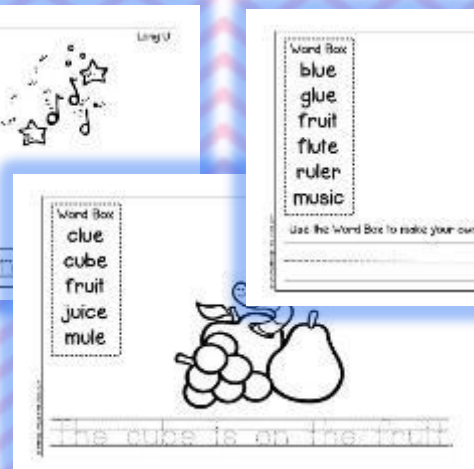 Long U
Word Box
blue
glue
fruit
flute
ruler
music
Use the Word Box to make your own
Word Box
clue
cube
fruit
juice
mule
The cube is on the fruit